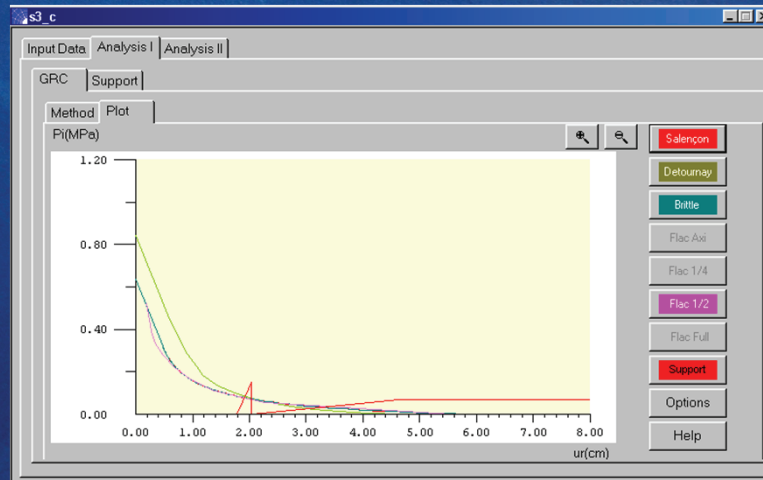 s3_c
Input Data Analysis I Analysis II
GRC Support
Method Plot
Pi(MPa)
1.20
0.80
0.40
0.00
0.00 1.00 2.00 3.00 4.00 5.00 6.00 7.00 8.00
ur(cm)
Salençon
Detournay
Brittle
Flac Axi
Flac 1/4
Flac 1/2
Flac Full
Support
Options
Help